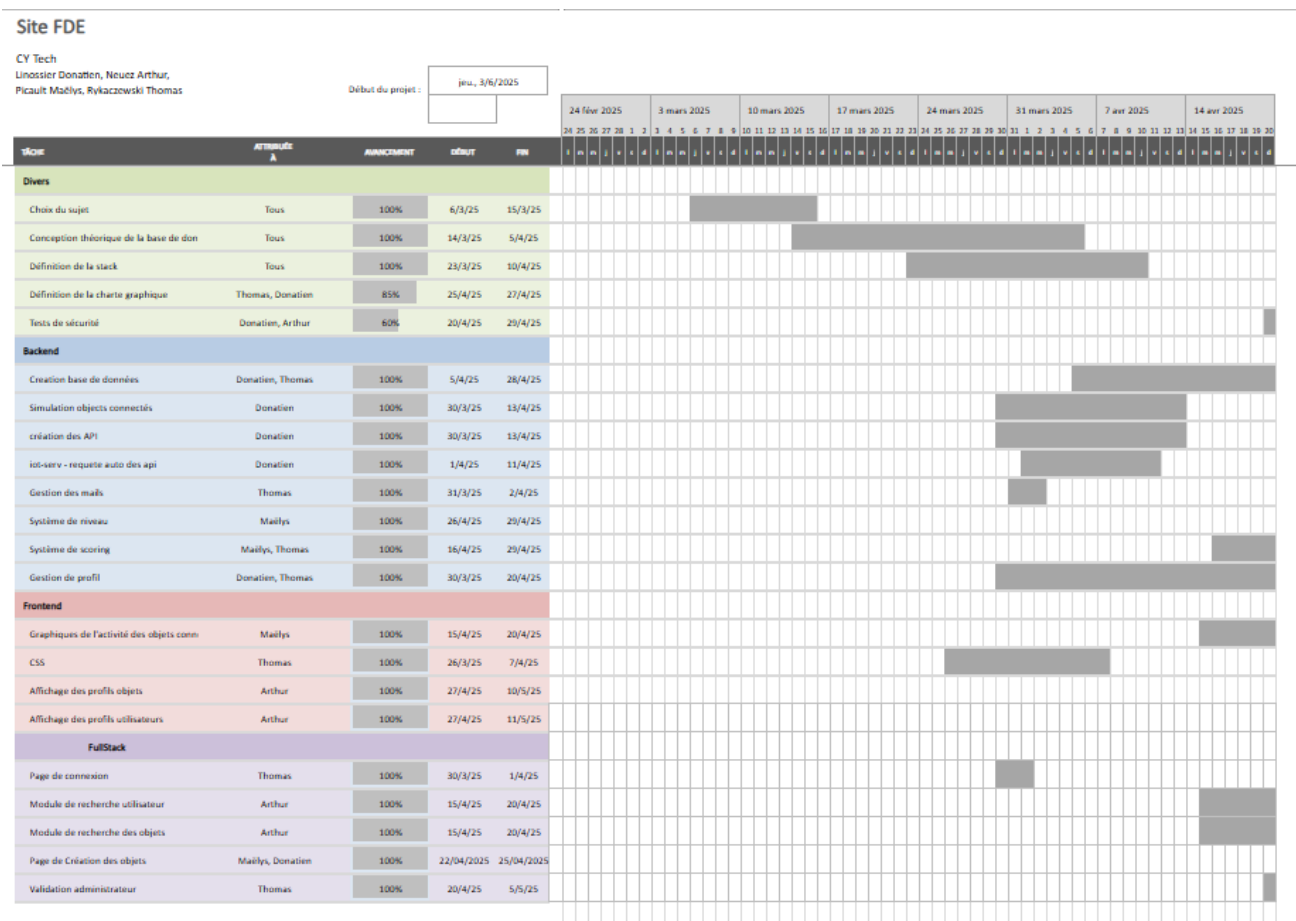 Site FDE
CY Tech
Linossier Donatien, Neuez Arthur,
Picault Maëlys, Rykaczewski Thomas
Début du projet : jeu., 3/6/2025
24 févr 2025 3 mars 2025 10 mars 2025 17 mars 2025 24 mars 2025 31 mars 2025 7 avr 2025 14 avr 2025
24 25 26 27 28 1 2 3 4 5 6 7 8 9 10 11 12 13 14 15 16 17 18 19 20 21 22 23 24 25 26 27 28 29 30 31 1 2 3 4 5 6 7 8 9 10 11 12 13 14 15 16 17 18 19 20
TÂCHE ATTRIBUÉE À AVANCEMENT DÉBUT FIN l m m j v s d l m m j v s d l m m j v s d l m m j v s d l m m j v s d l m m j v s d l m m j v s d l m m j v s d
Divers
Choix du sujet Tous 100% 6/3/25 15/3/25
Conception théorique de la base de don Tous 100% 14/3/25 5/4/25
Définition de la stack Tous 100% 23/3/25 10/4/25
Définition de la charte graphique Thomas, Donatien 85% 25/4/25 27/4/25
Tests de sécurité Donatien, Arthur 60% 20/4/25 29/4/25
Backend
Creation base de données Donatien, Thomas 100% 5/4/25 28/4/25
Simulation objects connectés Donatien 100% 30/3/25 13/4/25
création des API Donatien 100% 30/3/25 13/4/25
iot-serv - requete auto des api Donatien 100% 1/4/25 11/4/25
Gestion des mails Thomas 100% 31/3/25 2/4/25
Système de niveau Maëlys 100% 26/4/25 29/4/25
Système de scoring Maëlys, Thomas 100% 16/4/25 29/4/25
Gestion de profil Donatien, Thomas 100% 30/3/25 20/4/25
Frontend
Graphiques de l'activité des objets conn Maëlys 100% 15/4/25 20/4/25
CSS Thomas 100% 26/3/25 7/4/25
Affichage des profils objets Arthur 100% 27/4/25 10/5/25
Affichage des profils utilisateurs Arthur 100% 27/4/25 11/5/25
FullStack
Page de connexion Thomas 100% 30/3/25 1/4/25
Module de recherche utilisateur Arthur 100% 15/4/25 20/4/25
Module de recherche des objets Arthur 100% 15/4/25 20/4/25
Page de Création des objets Maëlys, Donatien 100% 22/04/2025 25/04/2025
Validation administrateur Thomas 100% 20/4/25 5/5/25